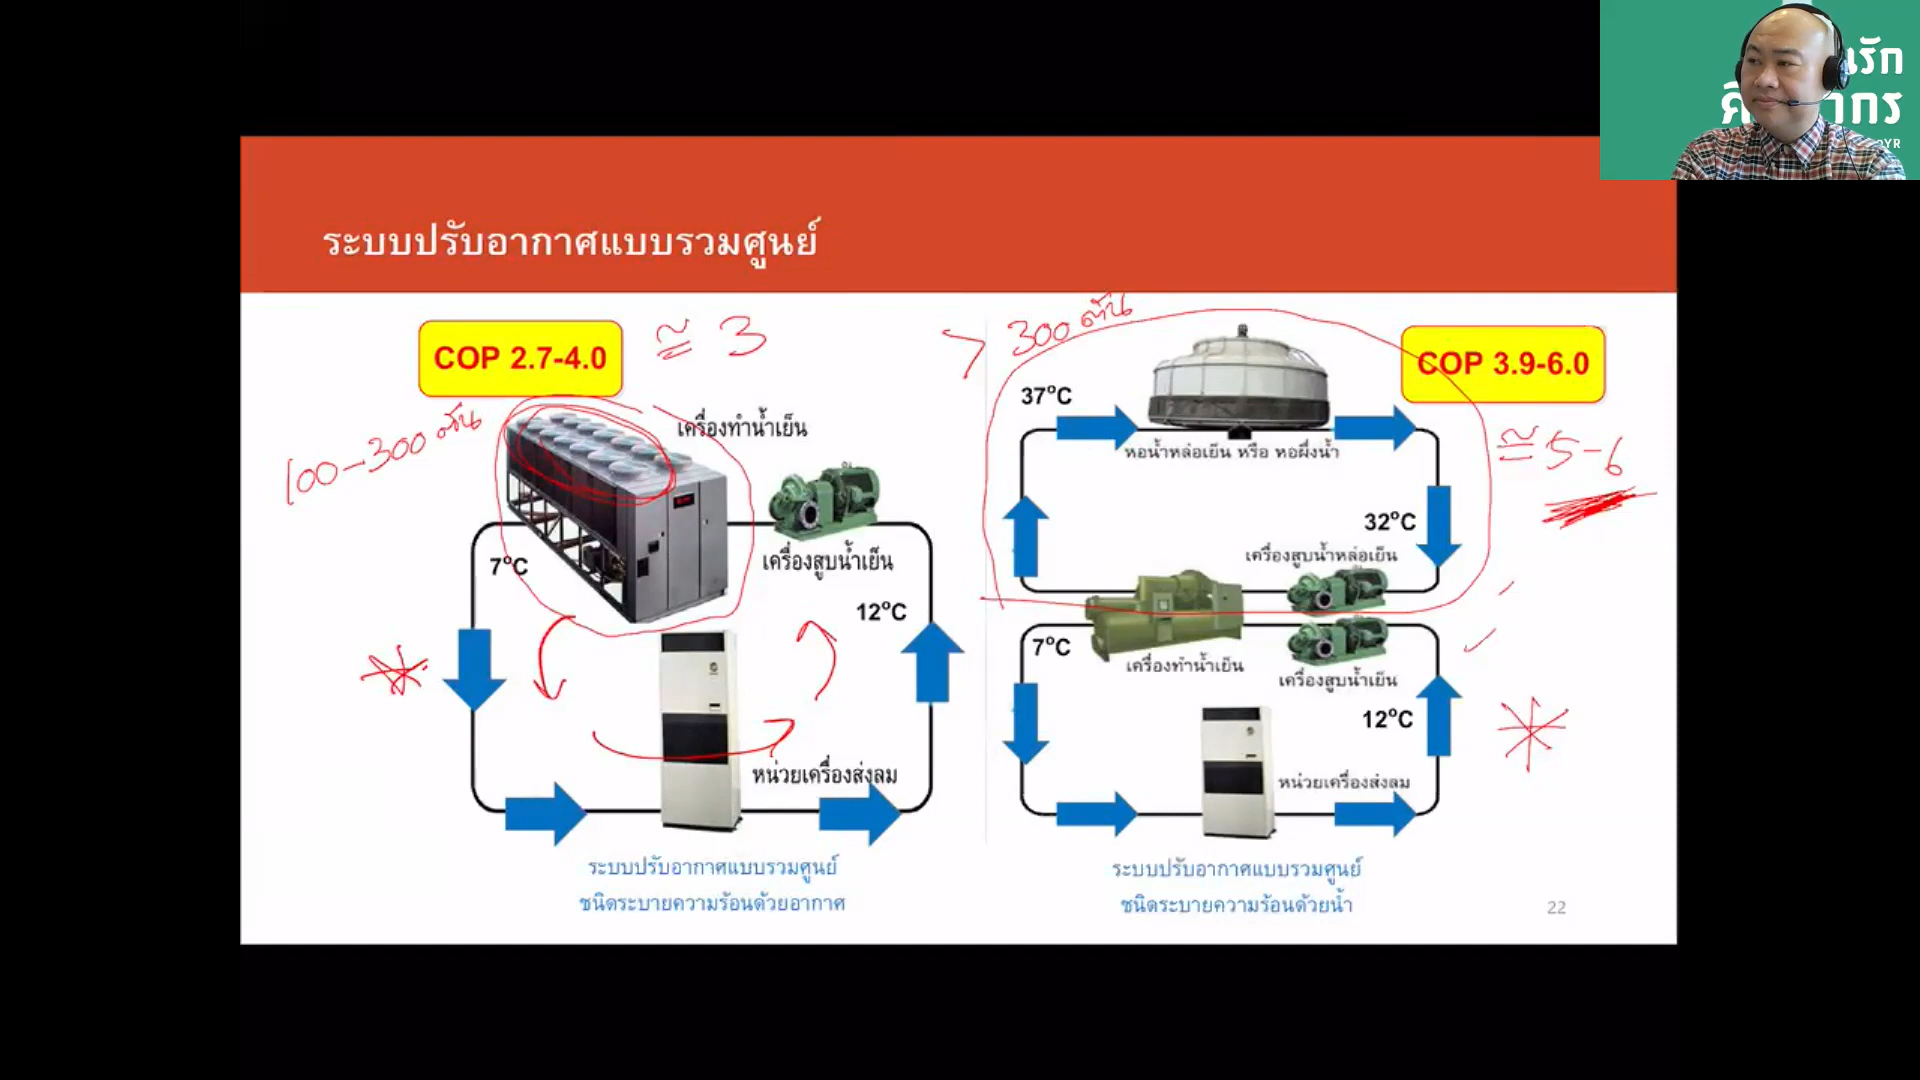 รัก
ากร
ระบบปรับอากาศแบบรวมศูนย์
COP 2.7-4.0
≅ 3
100-300 ตัน
เครื่องทำน้ำเย็น
เครื่องสูบน้ำเย็น
7°C
12°C
หน่วยเครื่องส่งลม
ระบบปรับอากาศแบบรวมศูนย์
ชนิดระบายความร้อนด้วยอากาศ
> 300 ตัน
COP 3.9-6.0
≅ 5-6
37°C
หอน้ำหล่อเย็น หรือ หอผึ่งน้ำ
32°C
เครื่องสูบน้ำหล่อเย็น
7°C
เครื่องทำน้ำเย็น
เครื่องสูบน้ำเย็น
12°C
หน่วยเครื่องส่งลม
ระบบปรับอากาศแบบรวมศูนย์
ชนิดระบายความร้อนด้วยน้ำ
22